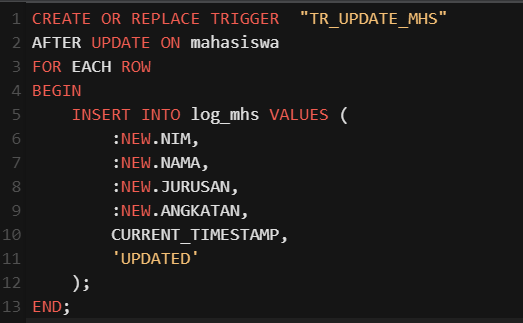 1 CREATE OR REPLACE TRIGGER  "TR_UPDATE_MHS"
2 AFTER UPDATE ON mahasiswa
3 FOR EACH ROW
4 BEGIN
5     INSERT INTO log_mhs VALUES (
6         :NEW.NIM,
7         :NEW.NAMA,
8         :NEW.JURUSAN,
9         :NEW.ANGKATAN,
10         CURRENT_TIMESTAMP,
11         'UPDATED'
12     );
13 END;